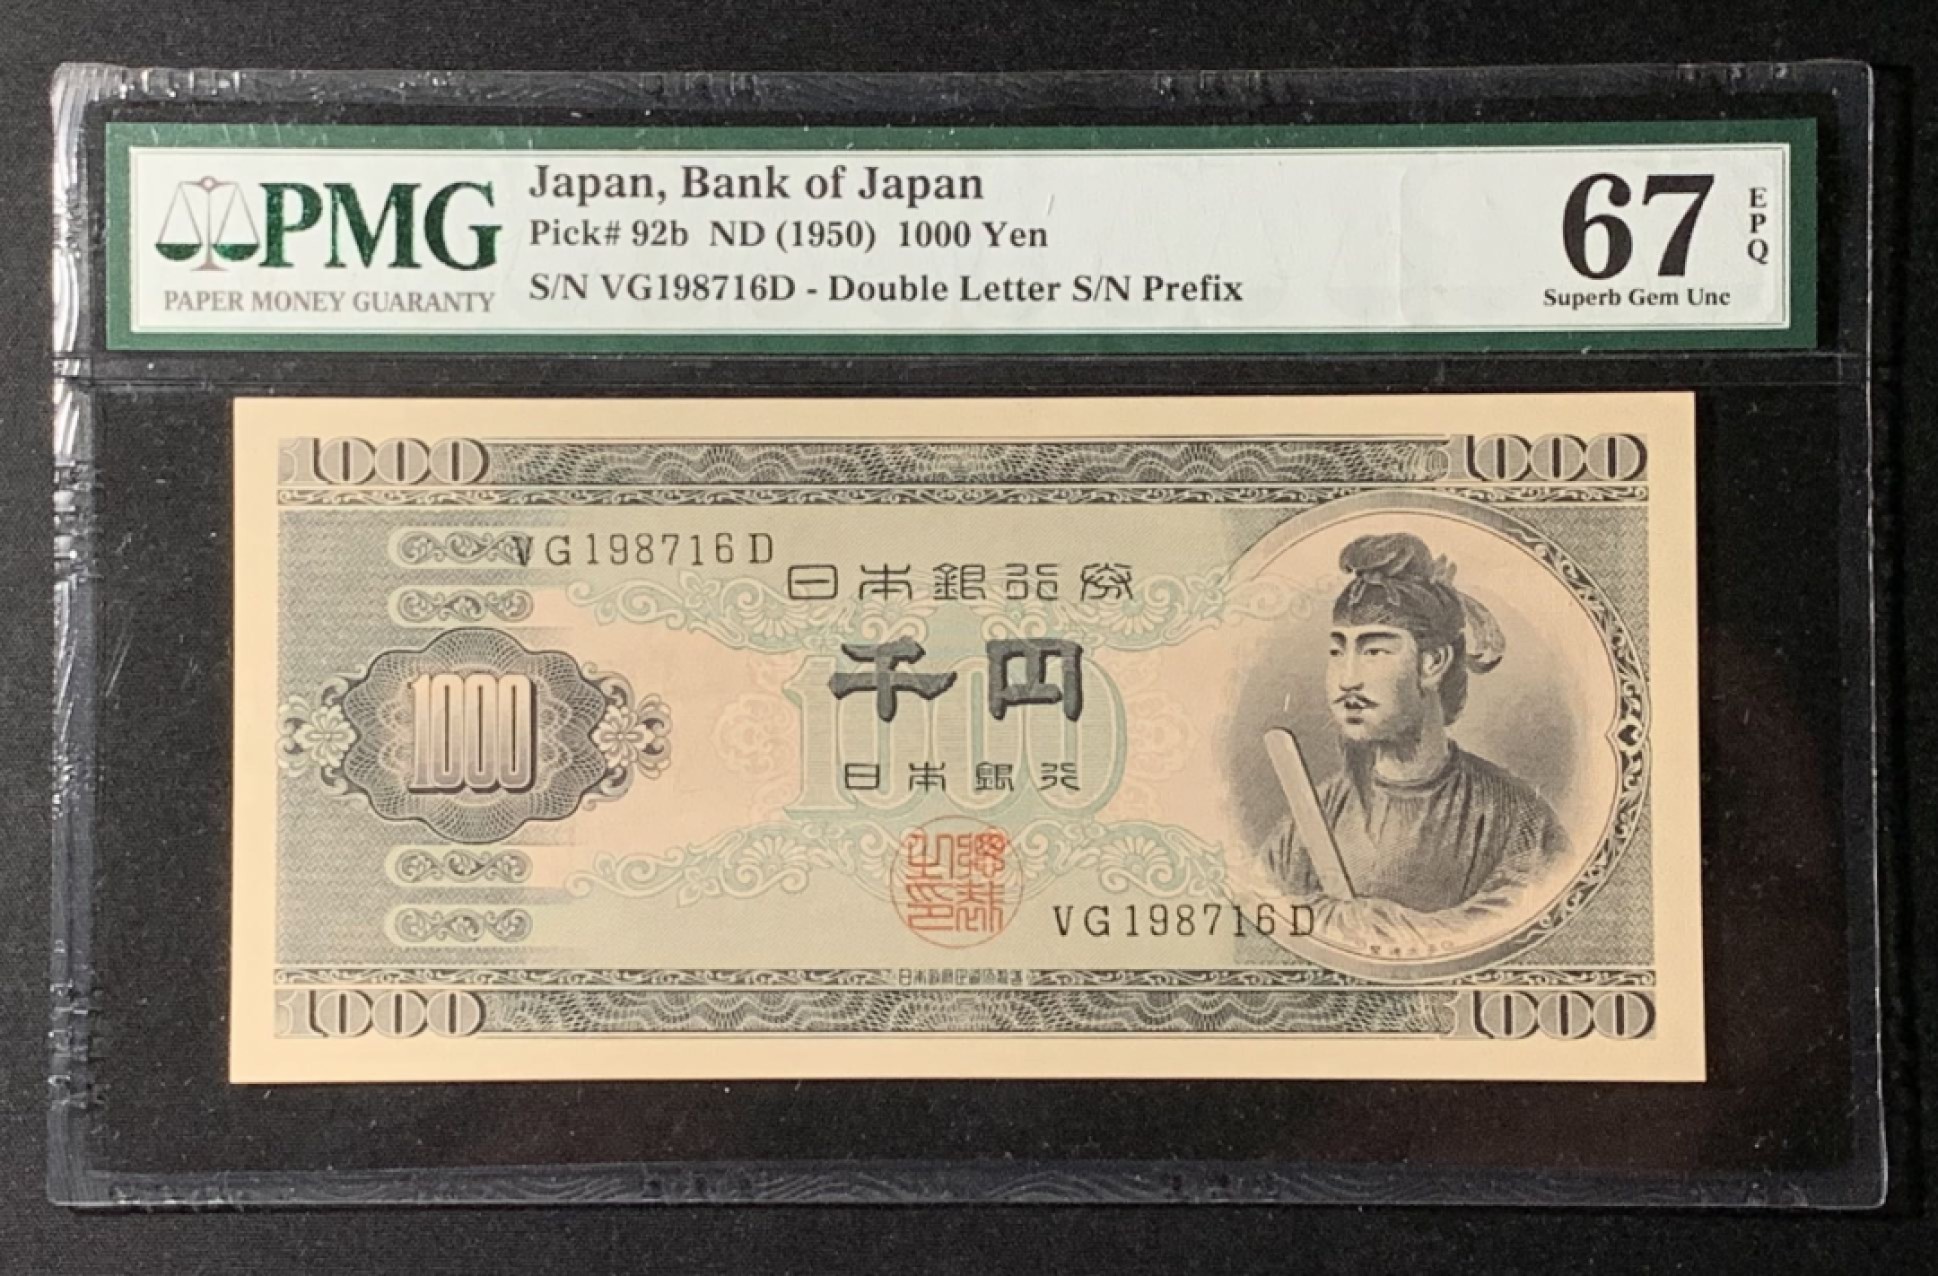 PMG
PAPER MONEY GUARANTY
Japan, Bank of Japan
Pick# 92b ND (1950) 1000 Yen
S/N VG198716D - Double Letter S/N Prefix
67
EPQ
Superb Gem Unc
1000
1000
VG198716D
日本銀行券
千円
1000
1000
日本銀行
VG198716D
1000
1000